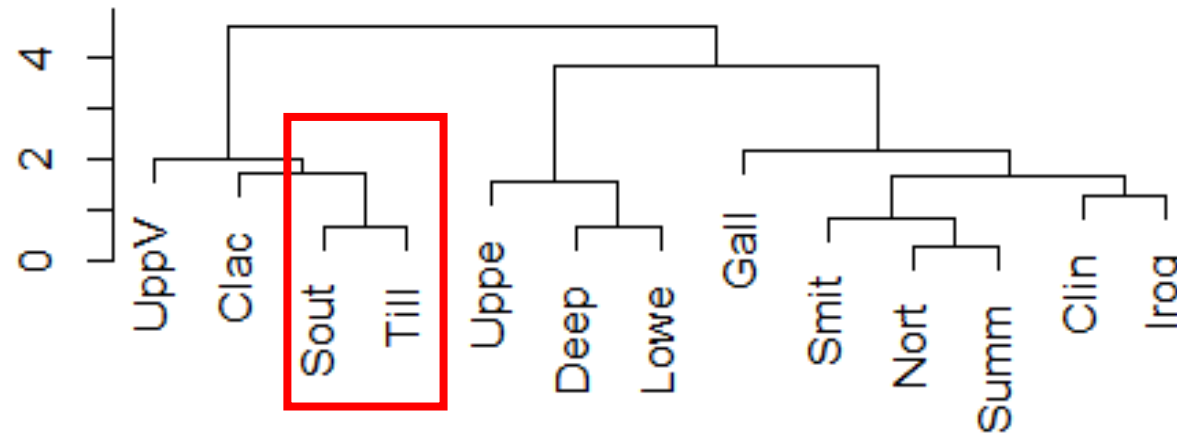 4
2
0
UppV
Clac
Sout
Till
Uppe
Deep
Lowe
Gall
Smit
Nort
Summ
Clin
Iroq